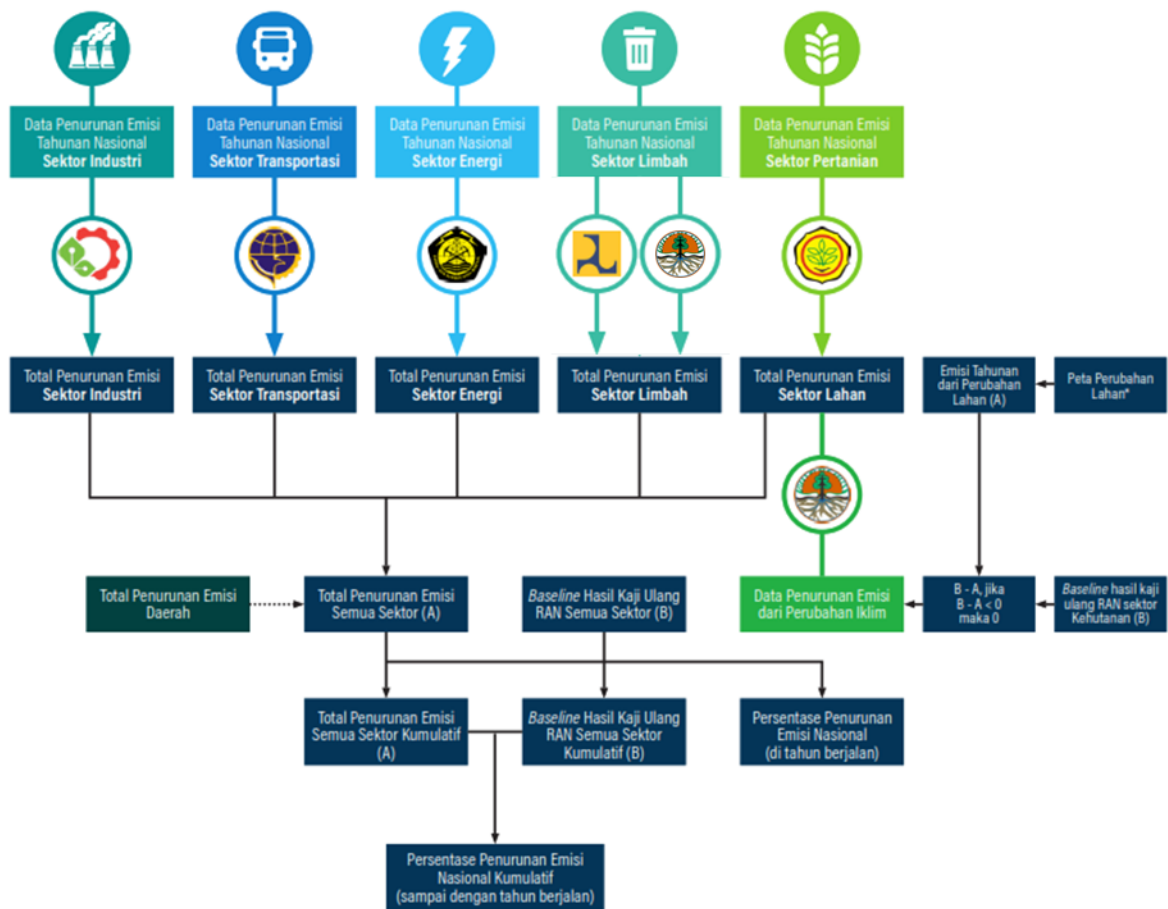 Data Penurunan Emisi
Tahunan Nasional
Sektor Industri
Data Penurunan Emisi
Tahunan Nasional
Sektor Transportasi
Data Penurunan Emisi
Tahunan Nasional
Sektor Energi
Data Penurunan Emisi
Tahunan Nasional
Sektor Limbah
Data Penurunan Emisi
Tahunan Nasional
Sektor Pertanian
Total Penurunan Emisi
Sektor Industri
Total Penurunan Emisi
Sektor Transportasi
Total Penurunan Emisi
Sektor Energi
Total Penurunan Emisi
Sektor Limbah
Total Penurunan Emisi
Sektor Lahan
Emisi Tahunan
dari Perubahan
Lahan (A)
Peta Perubahan
Lahan*
Total Penurunan Emisi
Daerah
Total Penurunan Emisi
Semua Sektor (A)
Baseline Hasil Kaji Ulang
RAN Semua Sektor (B)
Data Penurunan Emisi
dari Perubahan Iklim
B - A, jika
B - A < 0
maka 0
Baseline hasil kaji
ulang RAN sektor
Kehutanan (B)
Total Penurunan Emisi
Semua Sektor Kumulatif
(A)
Baseline Hasil Kaji Ulang
RAN Semua Sektor
Kumulatif (B)
Persentase Penurunan
Emisi Nasional
(di tahun berjalan)
Persentase Penurunan Emisi
Nasional Kumulatif
(sampai dengan tahun berjalan)